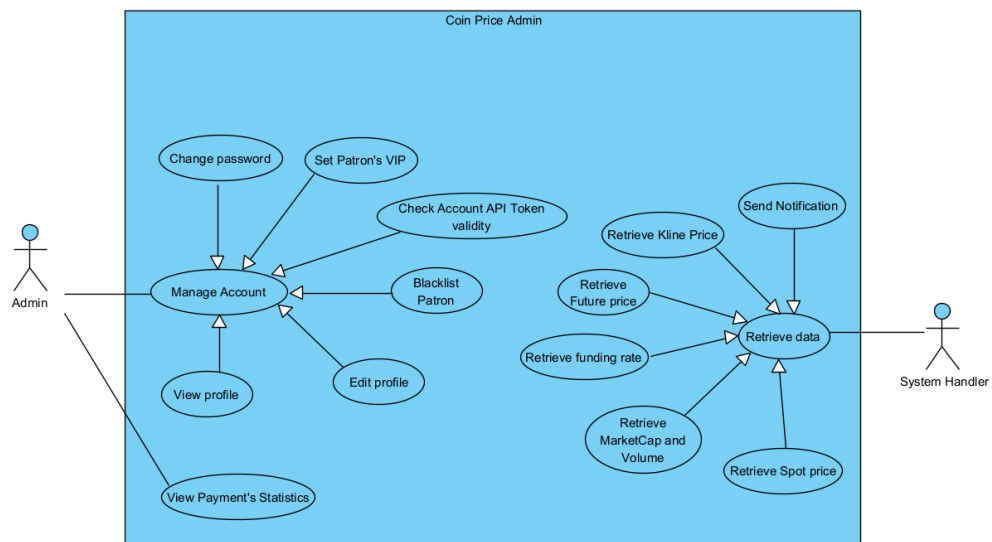 Coin Price Admin
Change password
Set Patron's VIP
Check Account API Token
validity
Send Notification
Retrieve Kline Price
Admin
Manage Account
Blacklist
Patron
Retrieve
Future price
Retrieve data
System Handler
Retrieve funding rate
View profile
Edit profile
Retrieve
MarketCap and
Volume
Retrieve Spot price
View Payment's Statistics